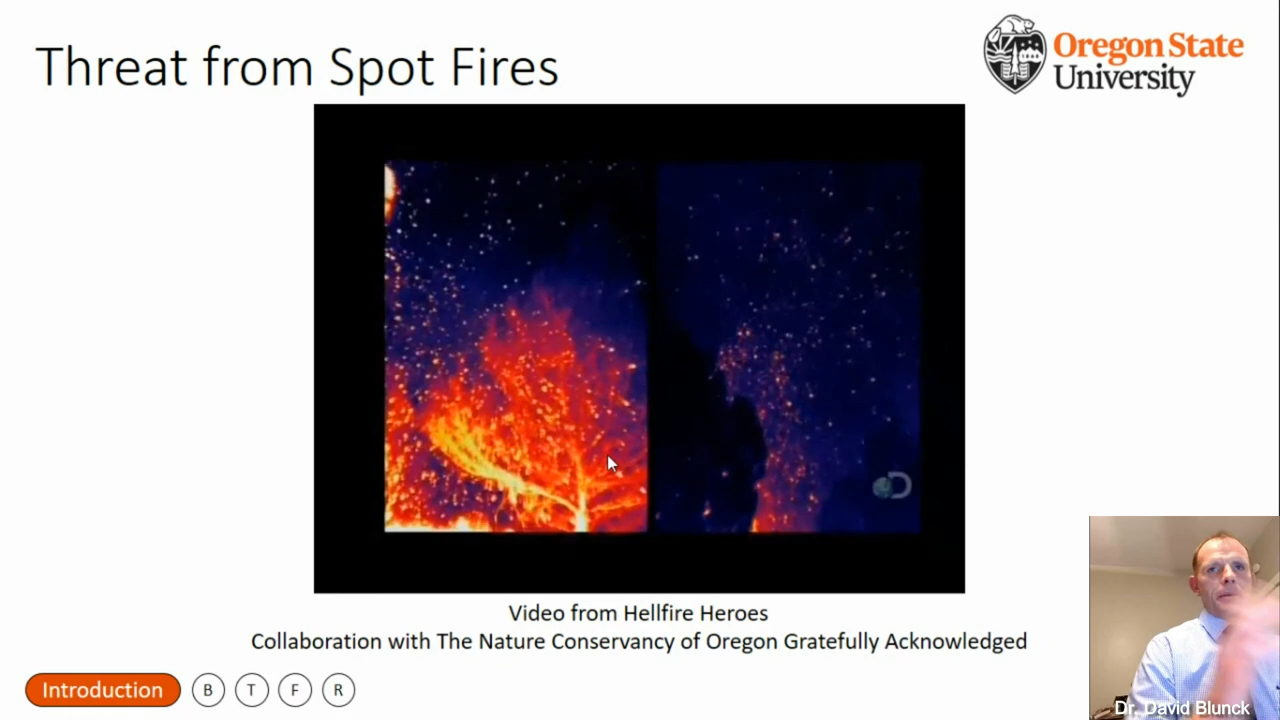 Threat from Spot Fires
Oregon State
University
Video from Hellfire Heroes
Collaboration with The Nature Conservancy of Oregon Gratefully Acknowledged
Introduction B T F R
Dr. David Blunck